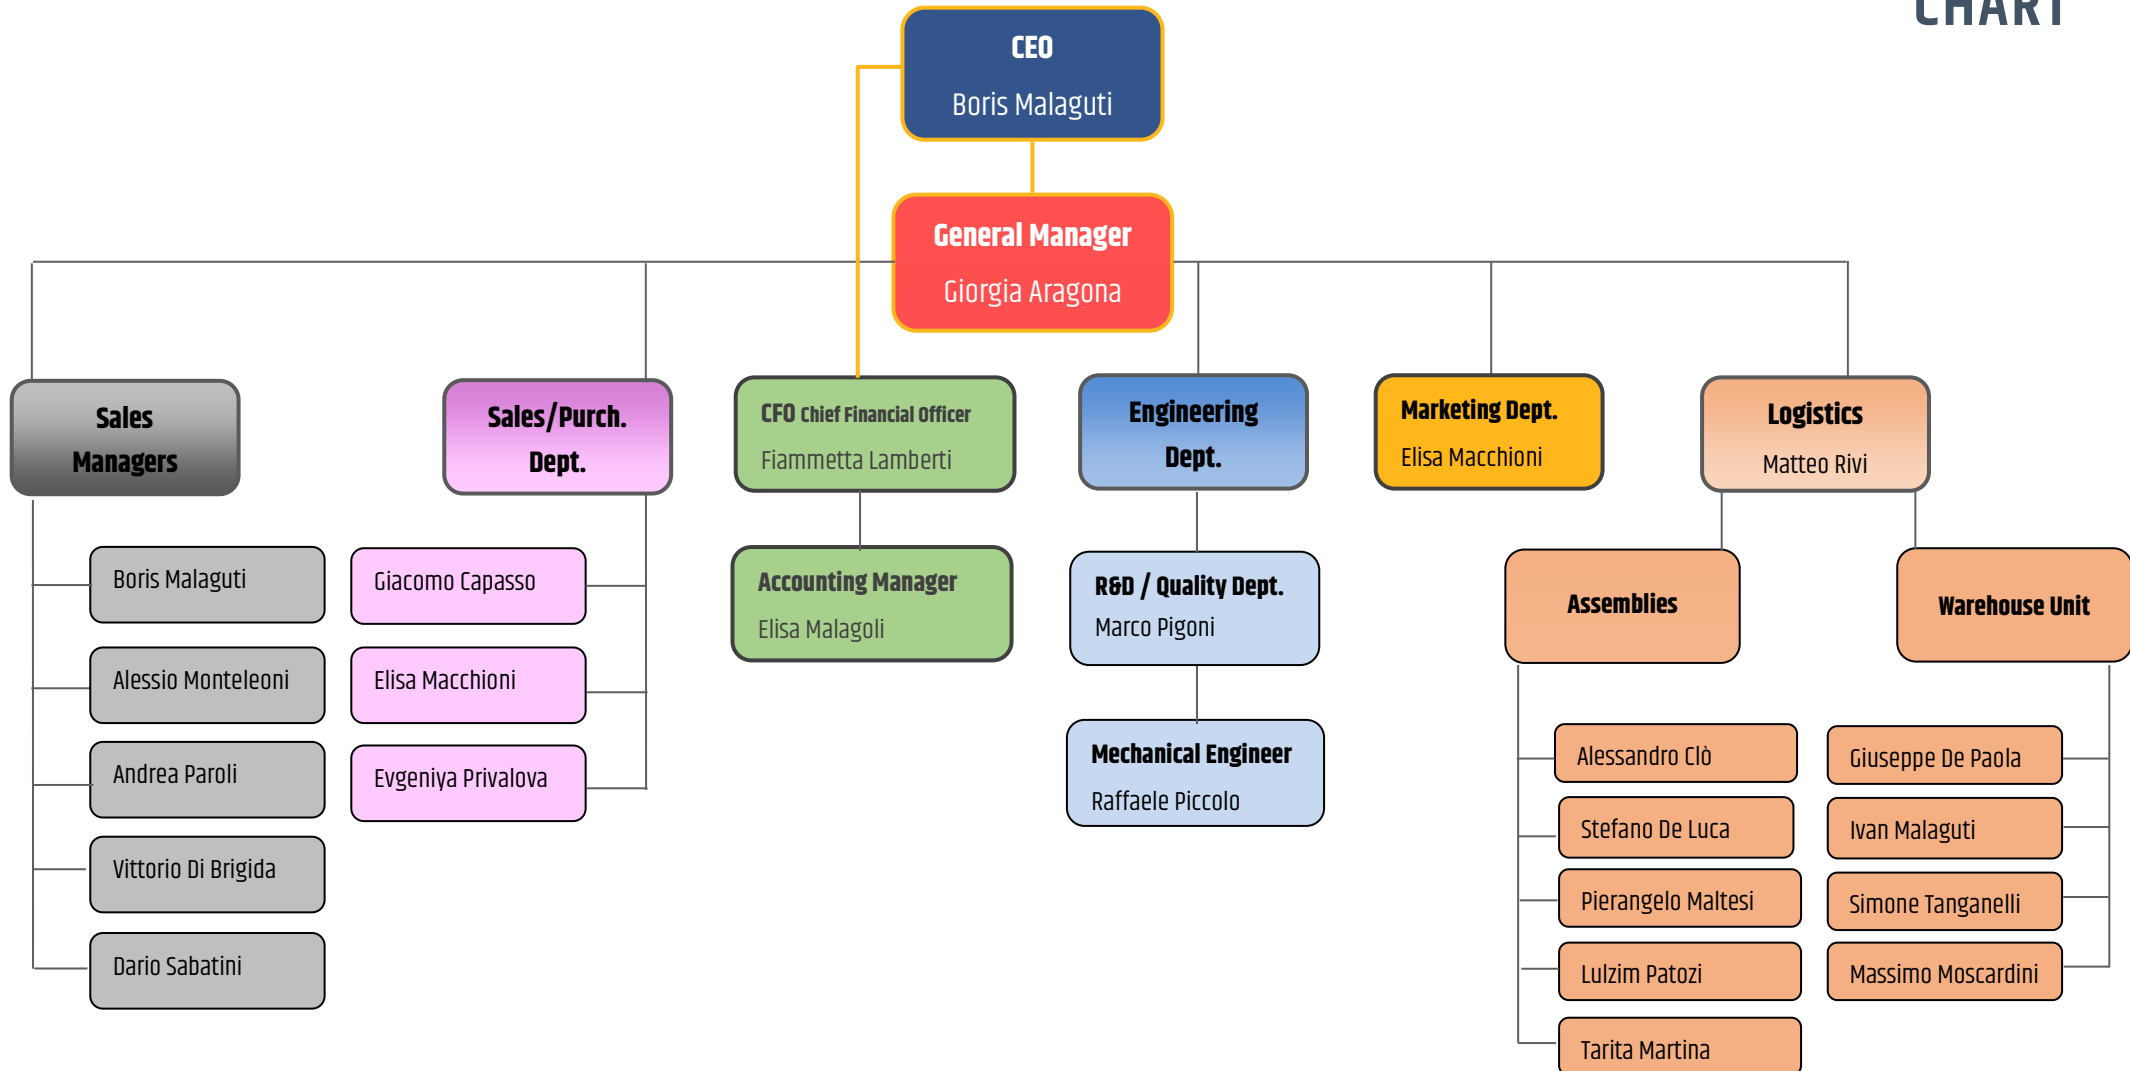 CHART
CEO
Boris Malaguti
General Manager
Giorgia Aragona
Sales
Managers
Boris Malaguti
Alessio Monteleoni
Andrea Paroli
Vittorio Di Brigida
Dario Sabatini
Sales/Purch.
Dept.
Giacomo Capasso
Elisa Macchioni
Evgeniya Privalova
CFO Chief Financial Officer
Fiammetta Lamberti
Accounting Manager
Elisa Malagoli
Engineering
Dept.
R&D / Quality Dept.
Marco Pigoni
Mechanical Engineer
Raffaele Piccolo
Marketing Dept.
Elisa Macchioni
Logistics
Matteo Rivi
Assemblies
Alessandro Clò
Stefano De Luca
Pierangelo Maltesi
Lulzim Patozi
Tarita Martina
Warehouse Unit
Giuseppe De Paola
Ivan Malaguti
Simone Tanganelli
Massimo Moscardini